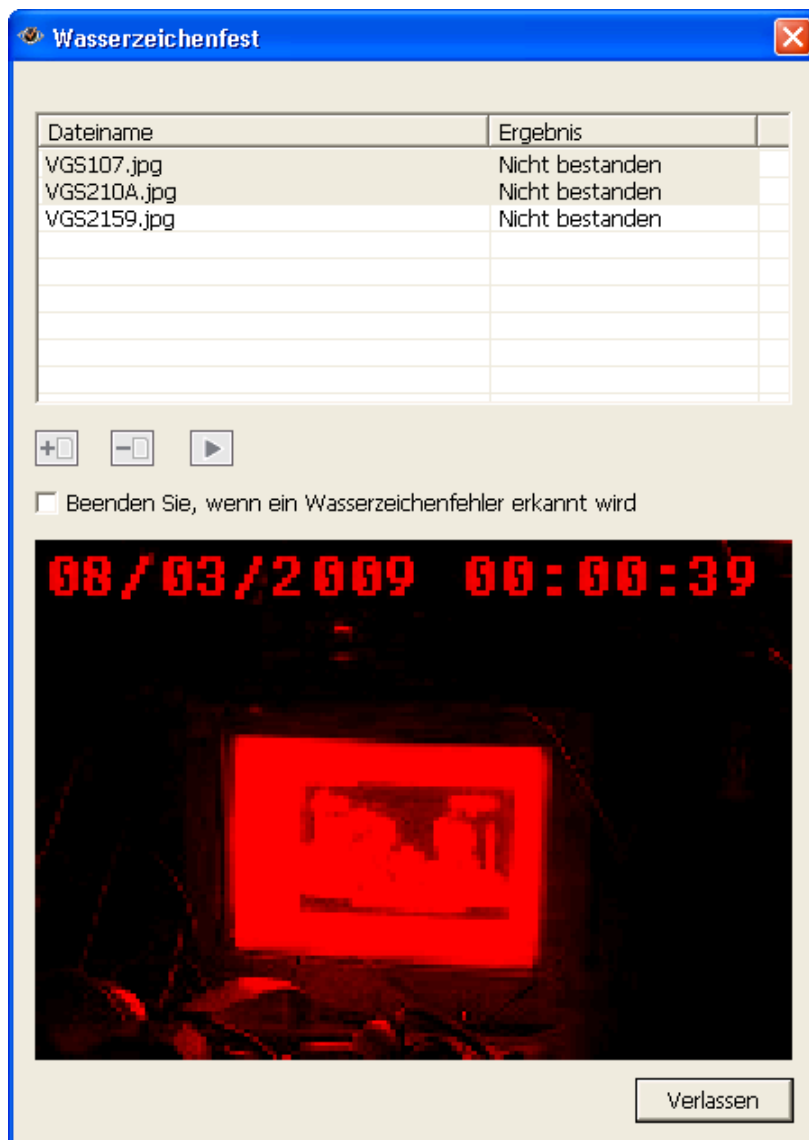 Wasserzeichenfest
Dateiname Ergebnis
VGS107.jpg Nicht bestanden
VGS210A.jpg Nicht bestanden
VGS2159.jpg Nicht bestanden
Beenden Sie, wenn ein Wasserzeichenfehler erkannt wird
08/03/2009 00:00:39
Verlassen